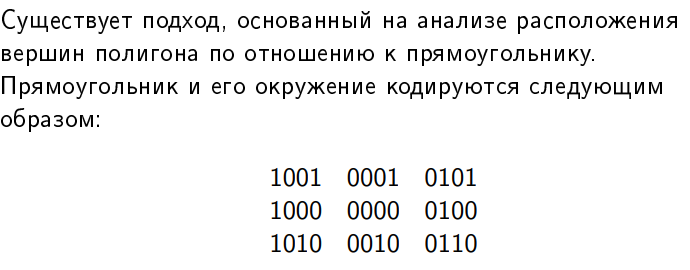 Существует подход, основанный на анализе расположения
вершин полигона по отношению к прямоугольнику.
Прямоугольник и его окружение кодируются следующим
образом:
1001 0001 0101
1000 0000 0100
1010 0010 0110